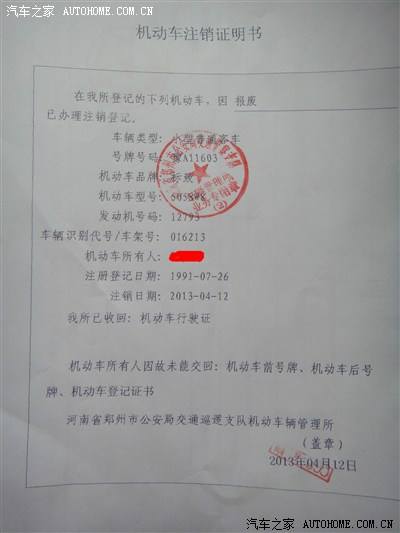 汽车之家 AUTOHOME.COM.CN
机动车注销证明书
在我所登记的下列机动车，因 报废
已办理注销登记。
车辆类型：小型普通客车
号牌号码：豫A11603
机动车品牌：标致
机动车型号：505SW8
发动机号码：12793
车辆识别代号/车架号：016213
机动车所有人：
注册登记日期：1991-07-26
注销日期：2013-04-12
我所已收回：机动车行驶证
机动车所有人因故未能交回：机动车前号牌、机动车后号
牌、机动车登记证书
河南省郑州市公安局交通巡逻支队机动车辆管理所
（盖章）
2013年04月12日
汽车之家 AUTOHOME.COM.CN